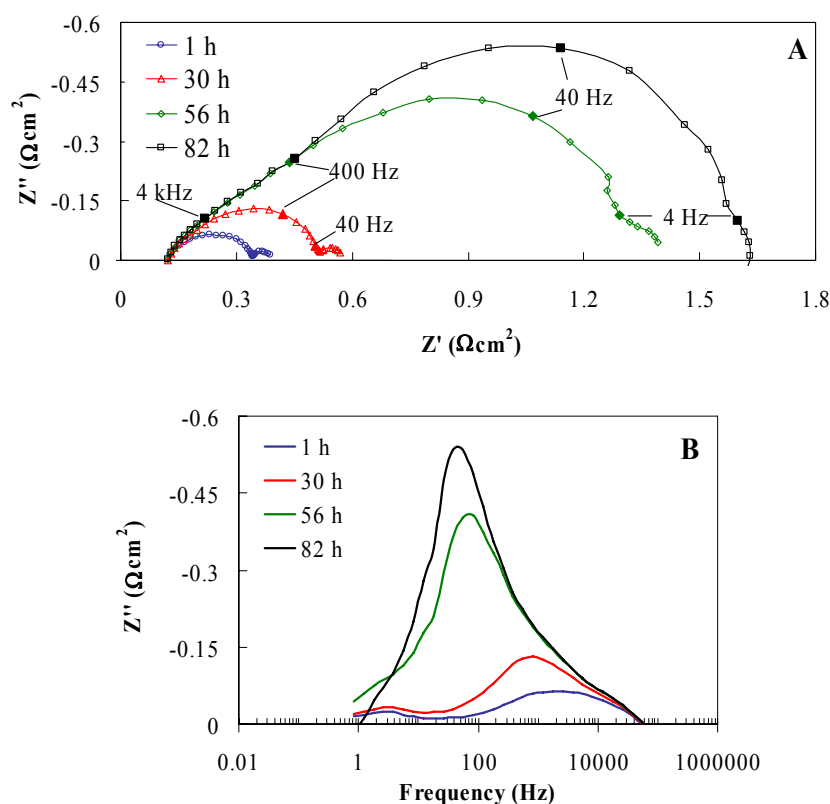 -0.6
-0.45
-0.3
-0.15
0
Z'' (Ωcm²)
1 h
30 h
56 h
82 h
A
4 kHz
400 Hz
40 Hz
40 Hz
4 Hz
0
0.3
0.6
0.9
1.2
1.5
1.8
Z' (Ωcm²)
-0.6
-0.45
-0.3
-0.15
0
Z'' (Ωcm²)
1 h
30 h
56 h
82 h
B
0.01
1
100
10000
1000000
Frequency (Hz)